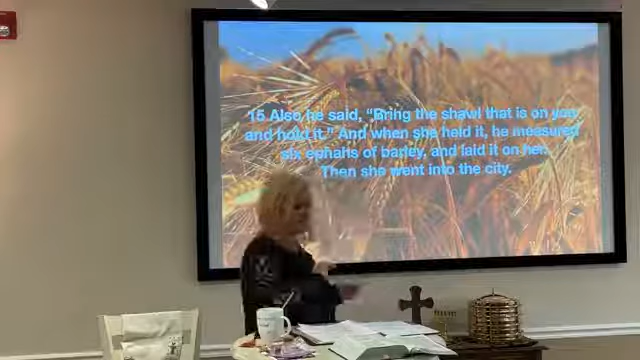 15 Also he said, "Bring the shawl that is on you
and hold it." And when she held it, he measured
six ephahs of barley, and laid it on her.
Then she went into the city.